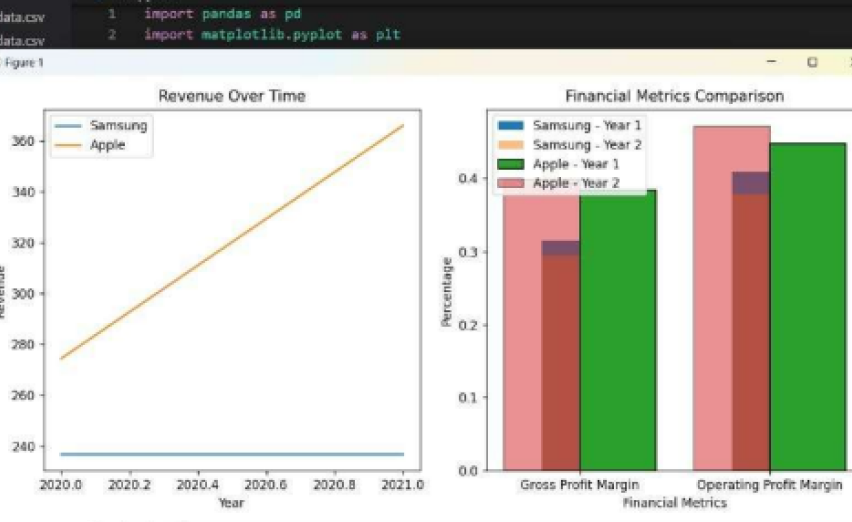 data.csv
1 import pandas as pd
data.csv
2 import matplotlib.pyplot as plt
Figure 1
Revenue Over Time
Samsung
Apple
360
340
320
300
280
260
240
Revenue
2020.0 2020.2 2020.4 2020.6 2020.8 2021.0
Year
Financial Metrics Comparison
Samsung - Year 1
Samsung - Year 2
Apple - Year 1
Apple - Year 2
0.4
0.3
0.2
0.1
0.0
Percentage
Gross Profit Margin Operating Profit Margin
Financial Metrics